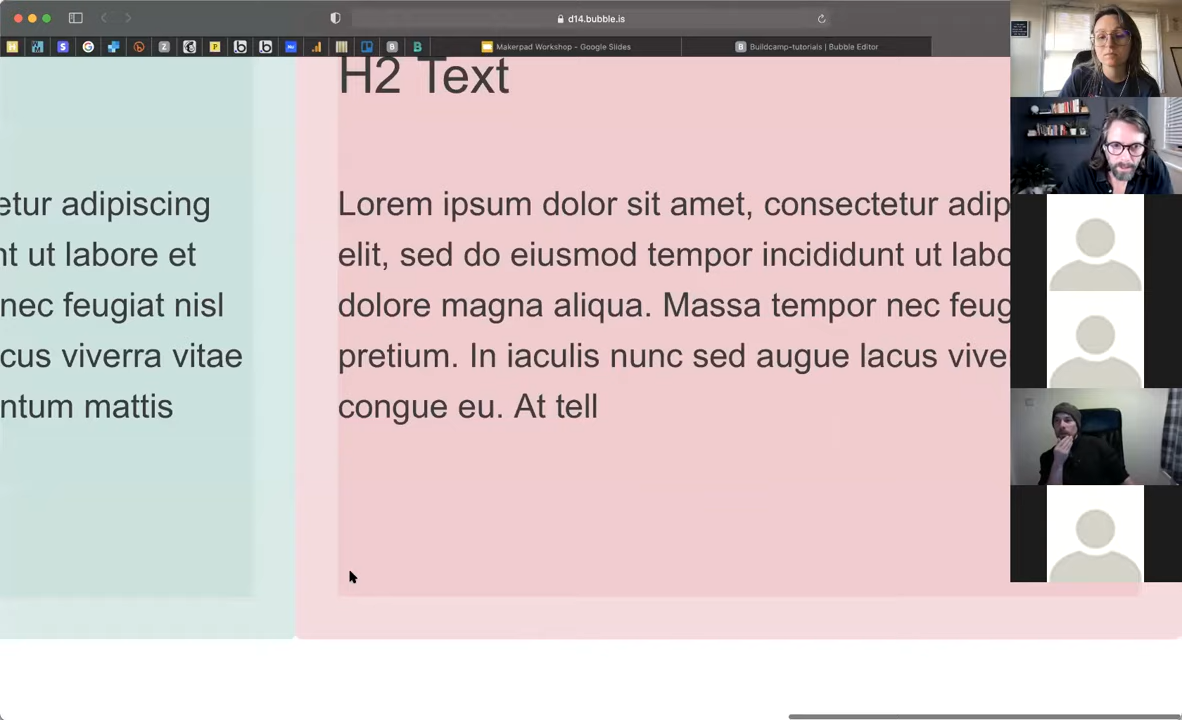 d14.bubble.is
Makerpad Workshop - Google Slides
Buildcamp-tutorials | Bubble Editor
H2 Text
etur adipiscing
nt ut labore et
nec feugiat nisl
cus viverra vitae
ntum mattis
Lorem ipsum dolor sit amet, consectetur adip
elit, sed do eiusmod tempor incididunt ut labo
dolore magna aliqua. Massa tempor nec feug
pretium. In iaculis nunc sed augue lacus vive
congue eu. At tell